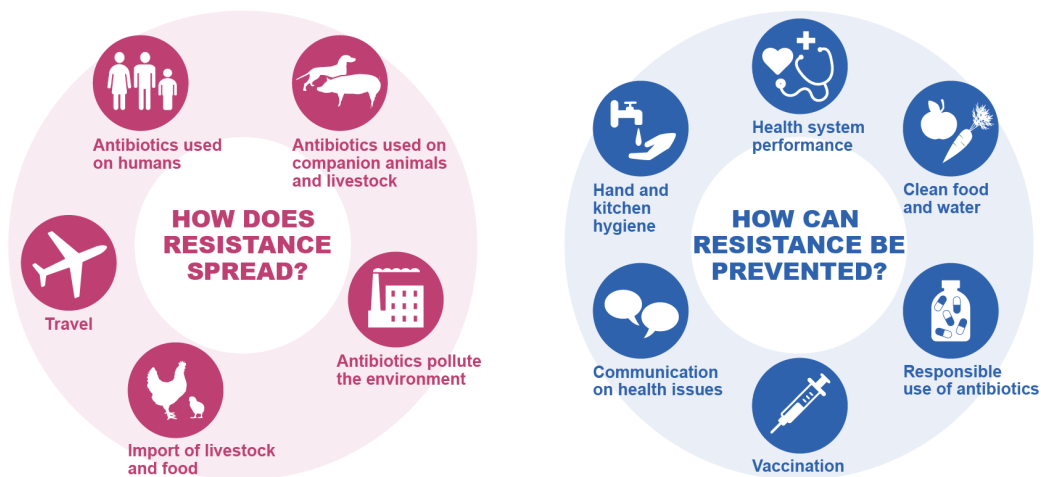 Antibiotics used
on humans
Antibiotics used on
companion animals
and livestock
HOW DOES
RESISTANCE
SPREAD?
Travel
Antibiotics pollute
the environment
Import of livestock
and food
Health system
performance
Hand and
kitchen
hygiene
Clean food
and water
HOW CAN
RESISTANCE BE
PREVENTED?
Communication
on health issues
Responsible
use of antibiotics
Vaccination